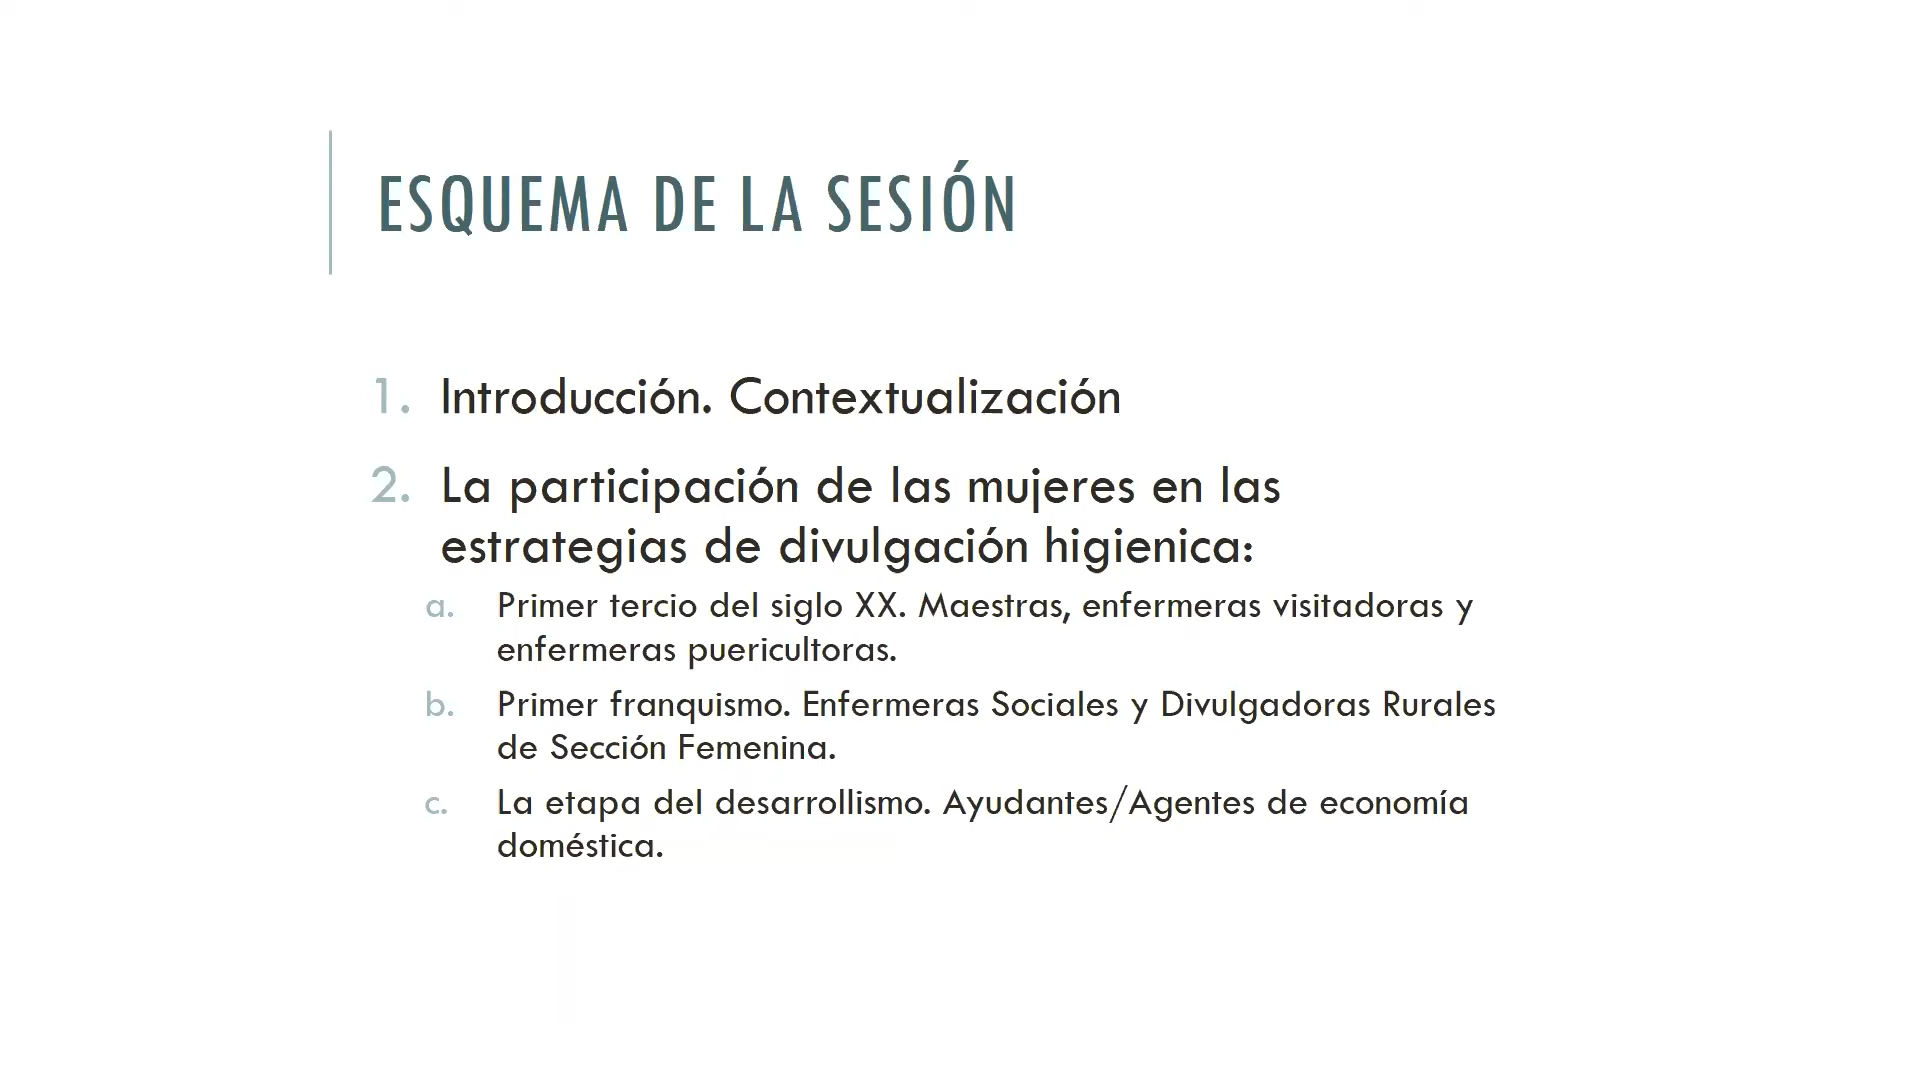 ESQUEMA DE LA SESIÓN
1. Introducción. Contextualización
2. La participación de las mujeres en las
estrategias de divulgación higienica:
a. Primer tercio del siglo XX. Maestras, enfermeras visitadoras y
enfermeras puericultoras.
b. Primer franquismo. Enfermeras Sociales y Divulgadoras Rurales
de Sección Femenina.
c. La etapa del desarrollismo. Ayudantes/Agentes de economía
doméstica.